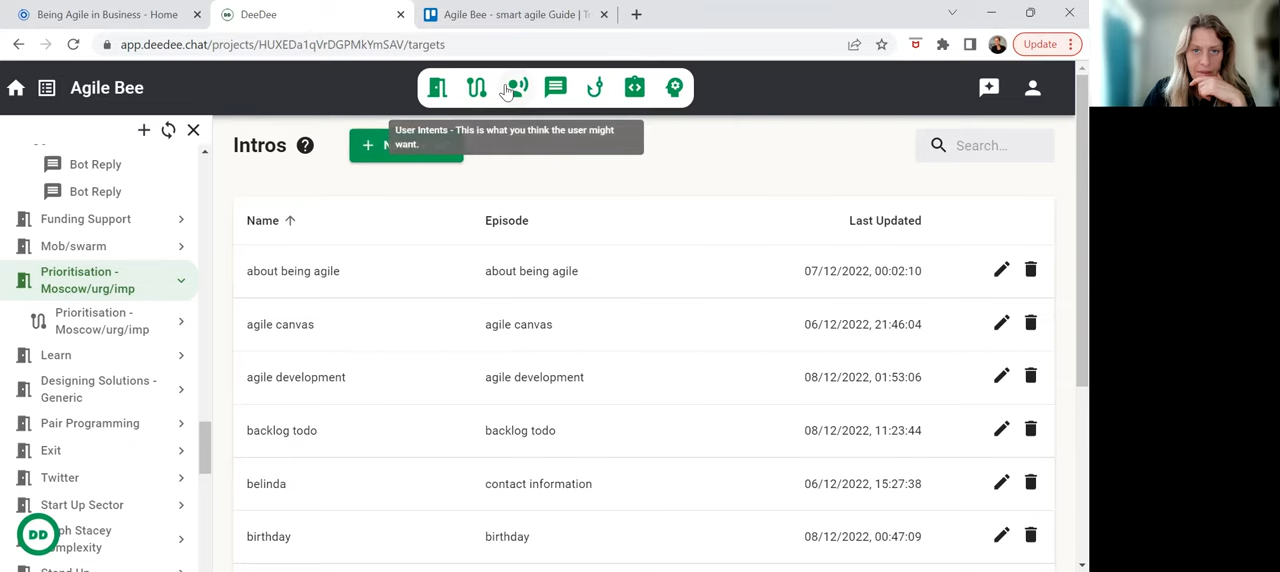 Being Agile in Business - Home
DeeDee
Agile Bee - smart agile Guide | Tr
app.deedee.chat/projects/HUXEDa1qVrDGPMkYmSAV/targets
Update
Agile Bee
User Intents - This is what you think the user might
want.
Intros
Search...
Bot Reply
Bot Reply
Funding Support
Mob/swarm
Prioritisation -
Moscow/urg/imp
Prioritisation -
Moscow/urg/imp
Learn
Designing Solutions -
Generic
Pair Programming
Exit
Twitter
Start Up Sector
ph Stacey
omplexity
DD
Name
Episode
Last Updated
about being agile
about being agile
07/12/2022, 00:02:10
agile canvas
agile canvas
06/12/2022, 21:46:04
agile development
agile development
08/12/2022, 01:53:06
backlog todo
backlog todo
08/12/2022, 11:23:44
belinda
contact information
06/12/2022, 15:27:38
birthday
birthday
08/12/2022, 00:47:09